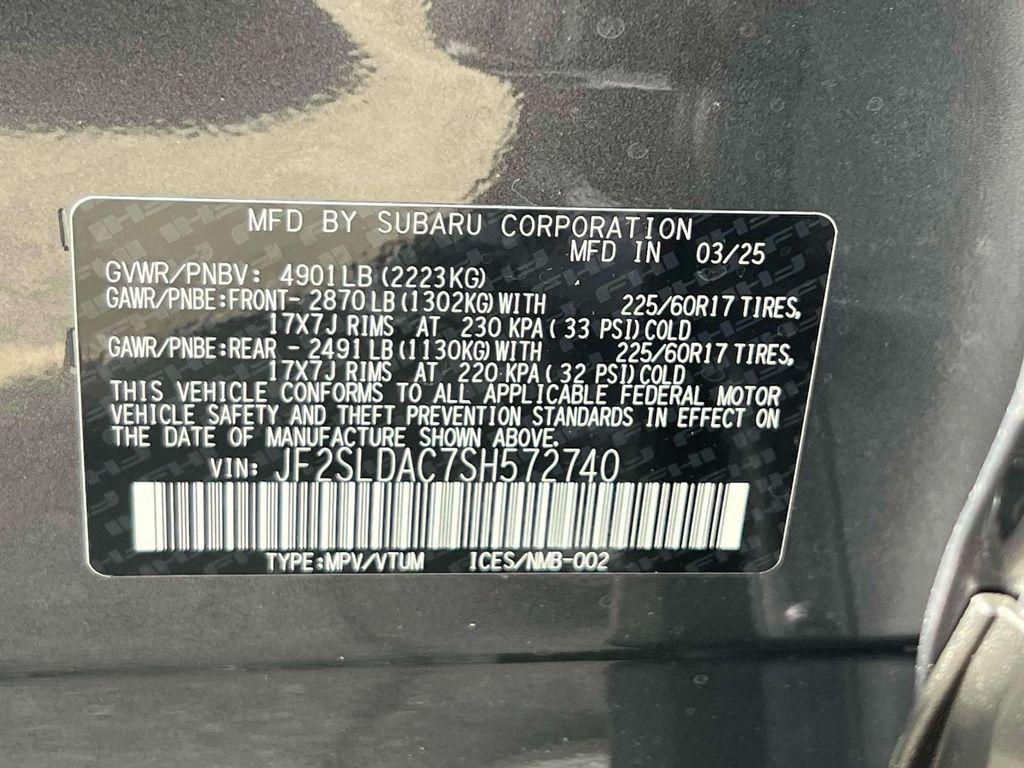 MFD BY SUBARU CORPORATION
MFD IN 03/25
GVWR/PNBV: 4901LB (2223KG)
GAWR/PNBE:FRONT- 2870 LB (1302KG) WITH 225/60R17 TIRES,
17X7J RIMS AT 230 KPA ( 33 PSI) COLD
GAWR/PNBE:REAR - 2491 LB (1130KG) WITH 225/60R17 TIRES,
17X7J RIMS AT 220 KPA ( 32 PSI) COLD
THIS VEHICLE CONFORMS TO ALL APPLICABLE FEDERAL MOTOR
VEHICLE SAFETY AND THEFT PREVENTION STANDARDS IN EFFECT ON
THE DATE OF MANUFACTURE SHOWN ABOVE.
VIN: JF2SLDAC7SH572740
TYPE:MPV/VTUM ICES/NMB-002